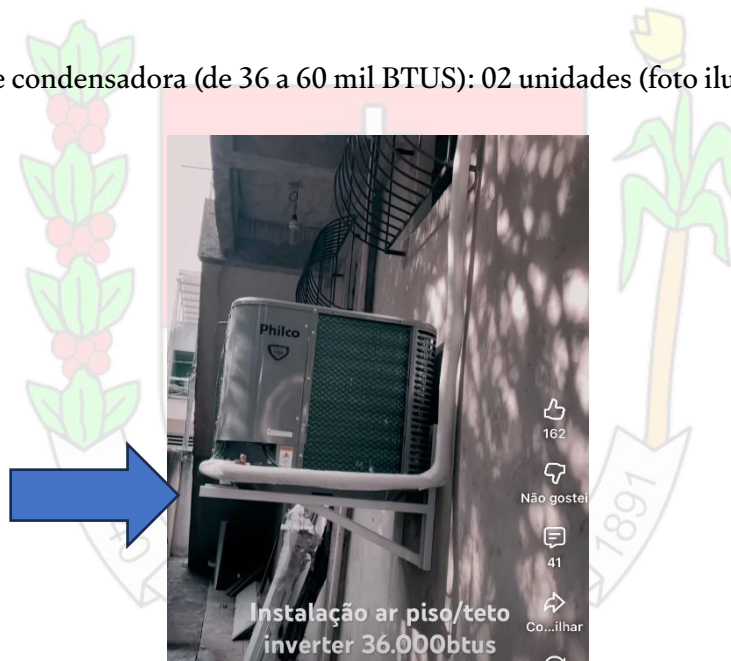 e condensadora (de 36 a 60 mil BTUS): 02 unidades (foto ilu
Philco
162
Não gostei
41
Co...ilhar
Instalação ar piso/teto
inverter 36.000btus
1891